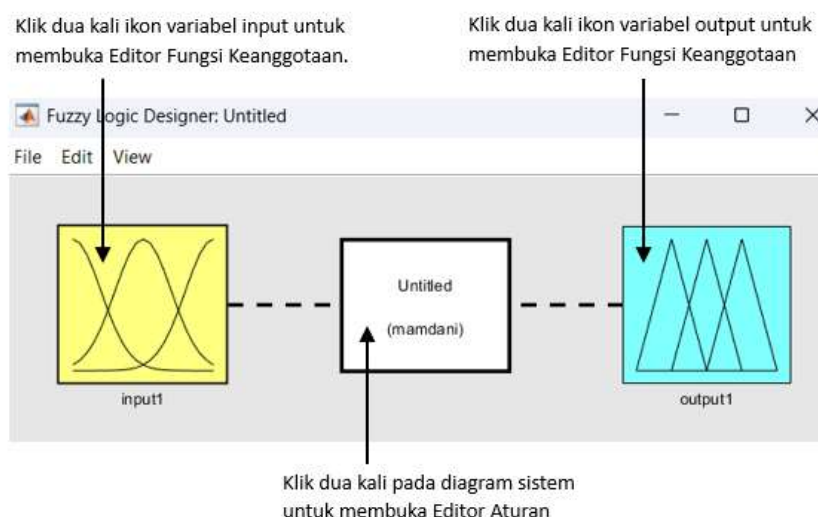 Klik dua kali ikon variabel input untuk
membuka Editor Fungsi Keanggotaan.
Klik dua kali ikon variabel output untuk
membuka Editor Fungsi Keanggotaan
Fuzzy Logic Designer: Untitled
File Edit View
Untitled
(mamdani)
input1
output1
Klik dua kali pada diagram sistem
untuk membuka Editor Aturan